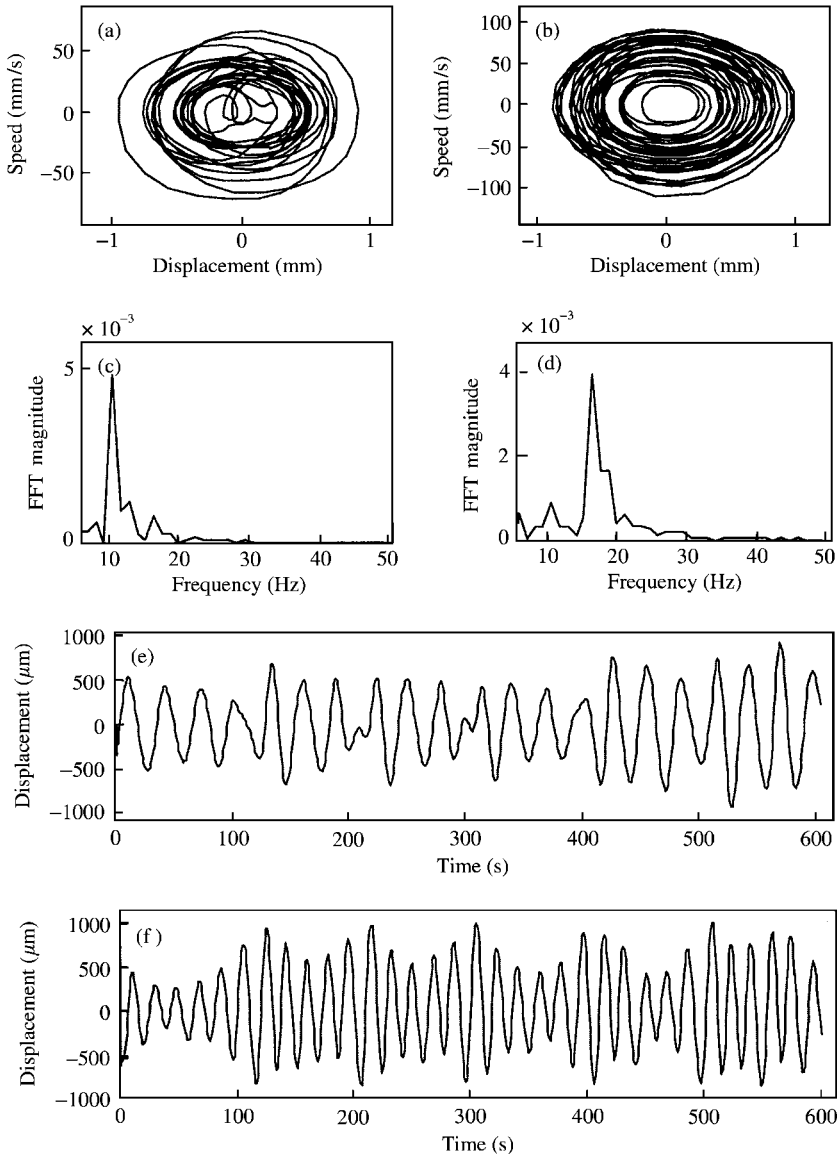 (a)
Speed (mm/s)
50
0
−50
−1 0 1
Displacement (mm)
(b)
Speed (mm/s)
100
50
0
−50
−100
−1 0 1
Displacement (mm)
× 10⁻³
(c)
FFT magnitude
5
0
10 20 30 40 50
Frequency (Hz)
× 10⁻³
(d)
FFT magnitude
4
2
0
10 20 30 40 50
Frequency (Hz)
(e)
Displacement (μm)
1000
500
0
−500
−1000
0 100 200 300 400 500 600
Time (s)
(f )
Displacement (μm)
1000
500
0
−500
−1000
0 100 200 300 400 500 600
Time (s)